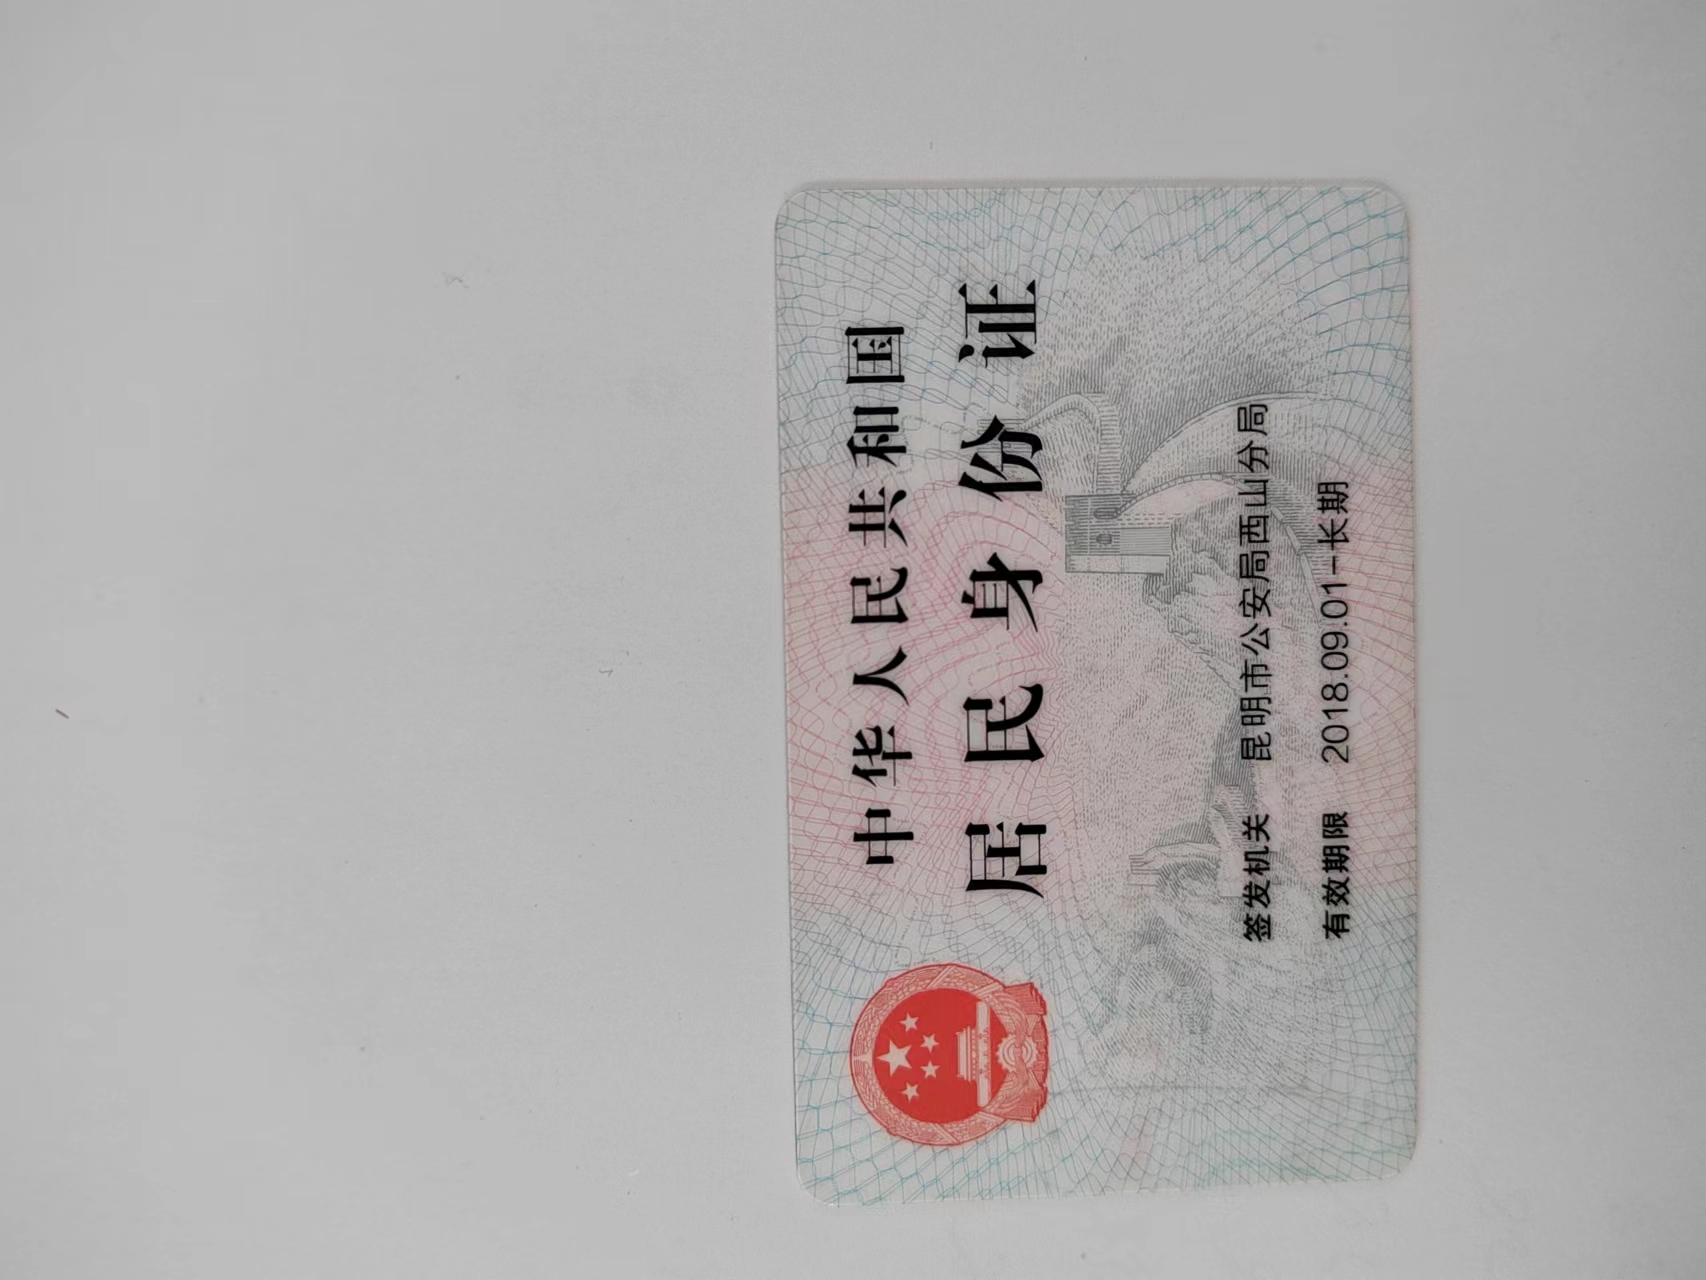 中华人民共和国
居民身份证
签发机关 昆明市公安局西山分局
有效期限 2018.09.01-长期